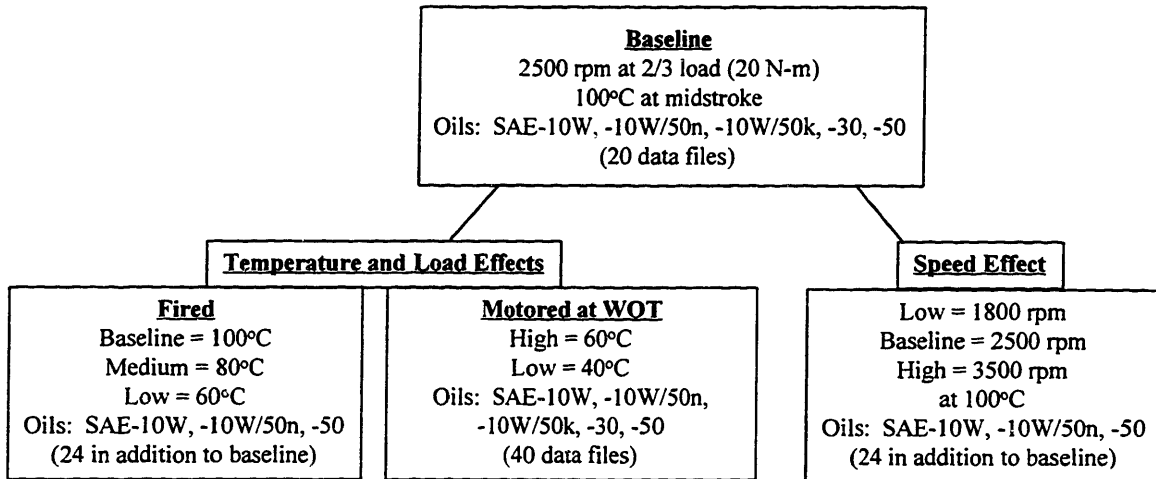 Baseline
2500 rpm at 2/3 load (20 N-m)
100°C at midstroke
Oils: SAE-10W, -10W/50n, -10W/50k, -30, -50
(20 data files)
Temperature and Load Effects
Fired
Baseline = 100°C
Medium = 80°C
Low = 60°C
Oils: SAE-10W, -10W/50n, -50
(24 in addition to baseline)
Motored at WOT
High = 60°C
Low = 40°C
Oils: SAE-10W, -10W/50n,
-10W/50k, -30, -50
(40 data files)
Speed Effect
Low = 1800 rpm
Baseline = 2500 rpm
High = 3500 rpm
at 100°C
Oils: SAE-10W, -10W/50n, -50
(24 in addition to baseline)